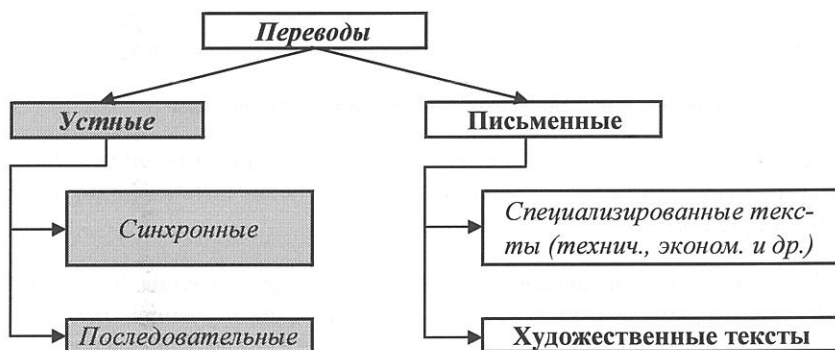 Переводы
Устные
Письменные
Синхронные
Специализированные текс-
ты (технич., эконом. и др.)
Последовательные
Художественные тексты